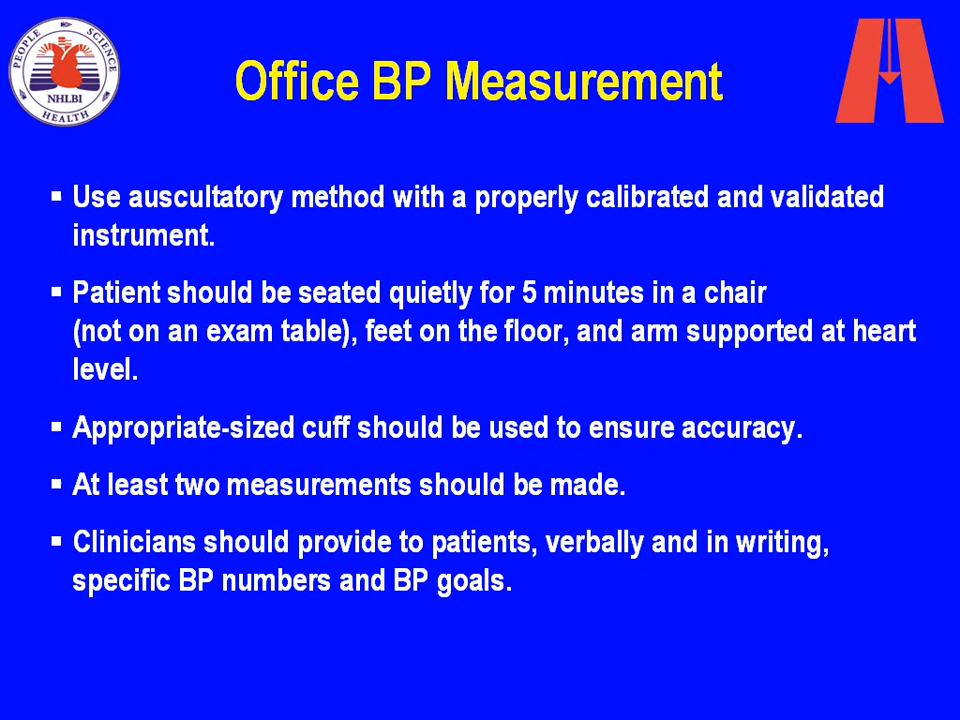 PEOPLE SCIENCE
NHLBI
HEALTH
Office BP Measurement
▪ Use auscultatory method with a properly calibrated and validated
instrument.
▪ Patient should be seated quietly for 5 minutes in a chair
(not on an exam table), feet on the floor, and arm supported at heart
level.
▪ Appropriate-sized cuff should be used to ensure accuracy.
▪ At least two measurements should be made.
▪ Clinicians should provide to patients, verbally and in writing,
specific BP numbers and BP goals.